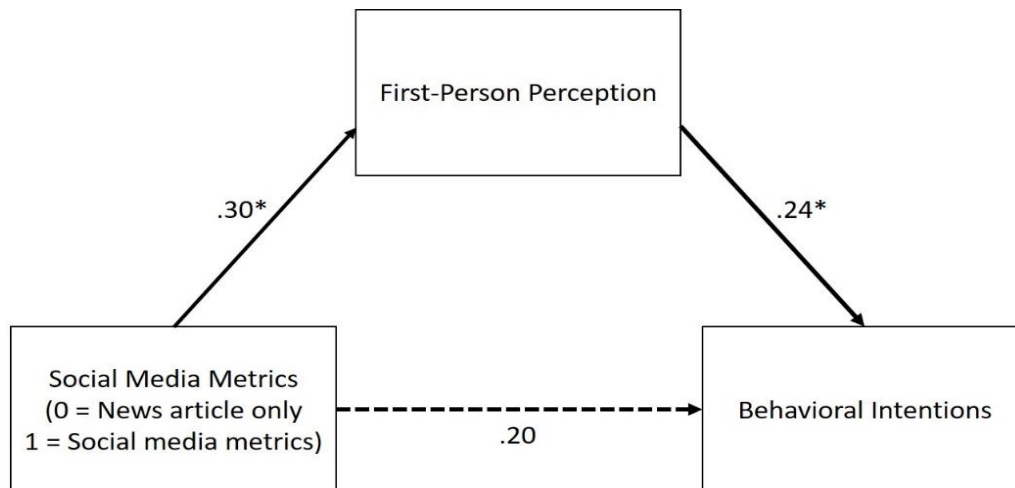 First-Person Perception
.30*
.24*
Social Media Metrics
(0 = News article only
1 = Social media metrics)
.20
Behavioral Intentions